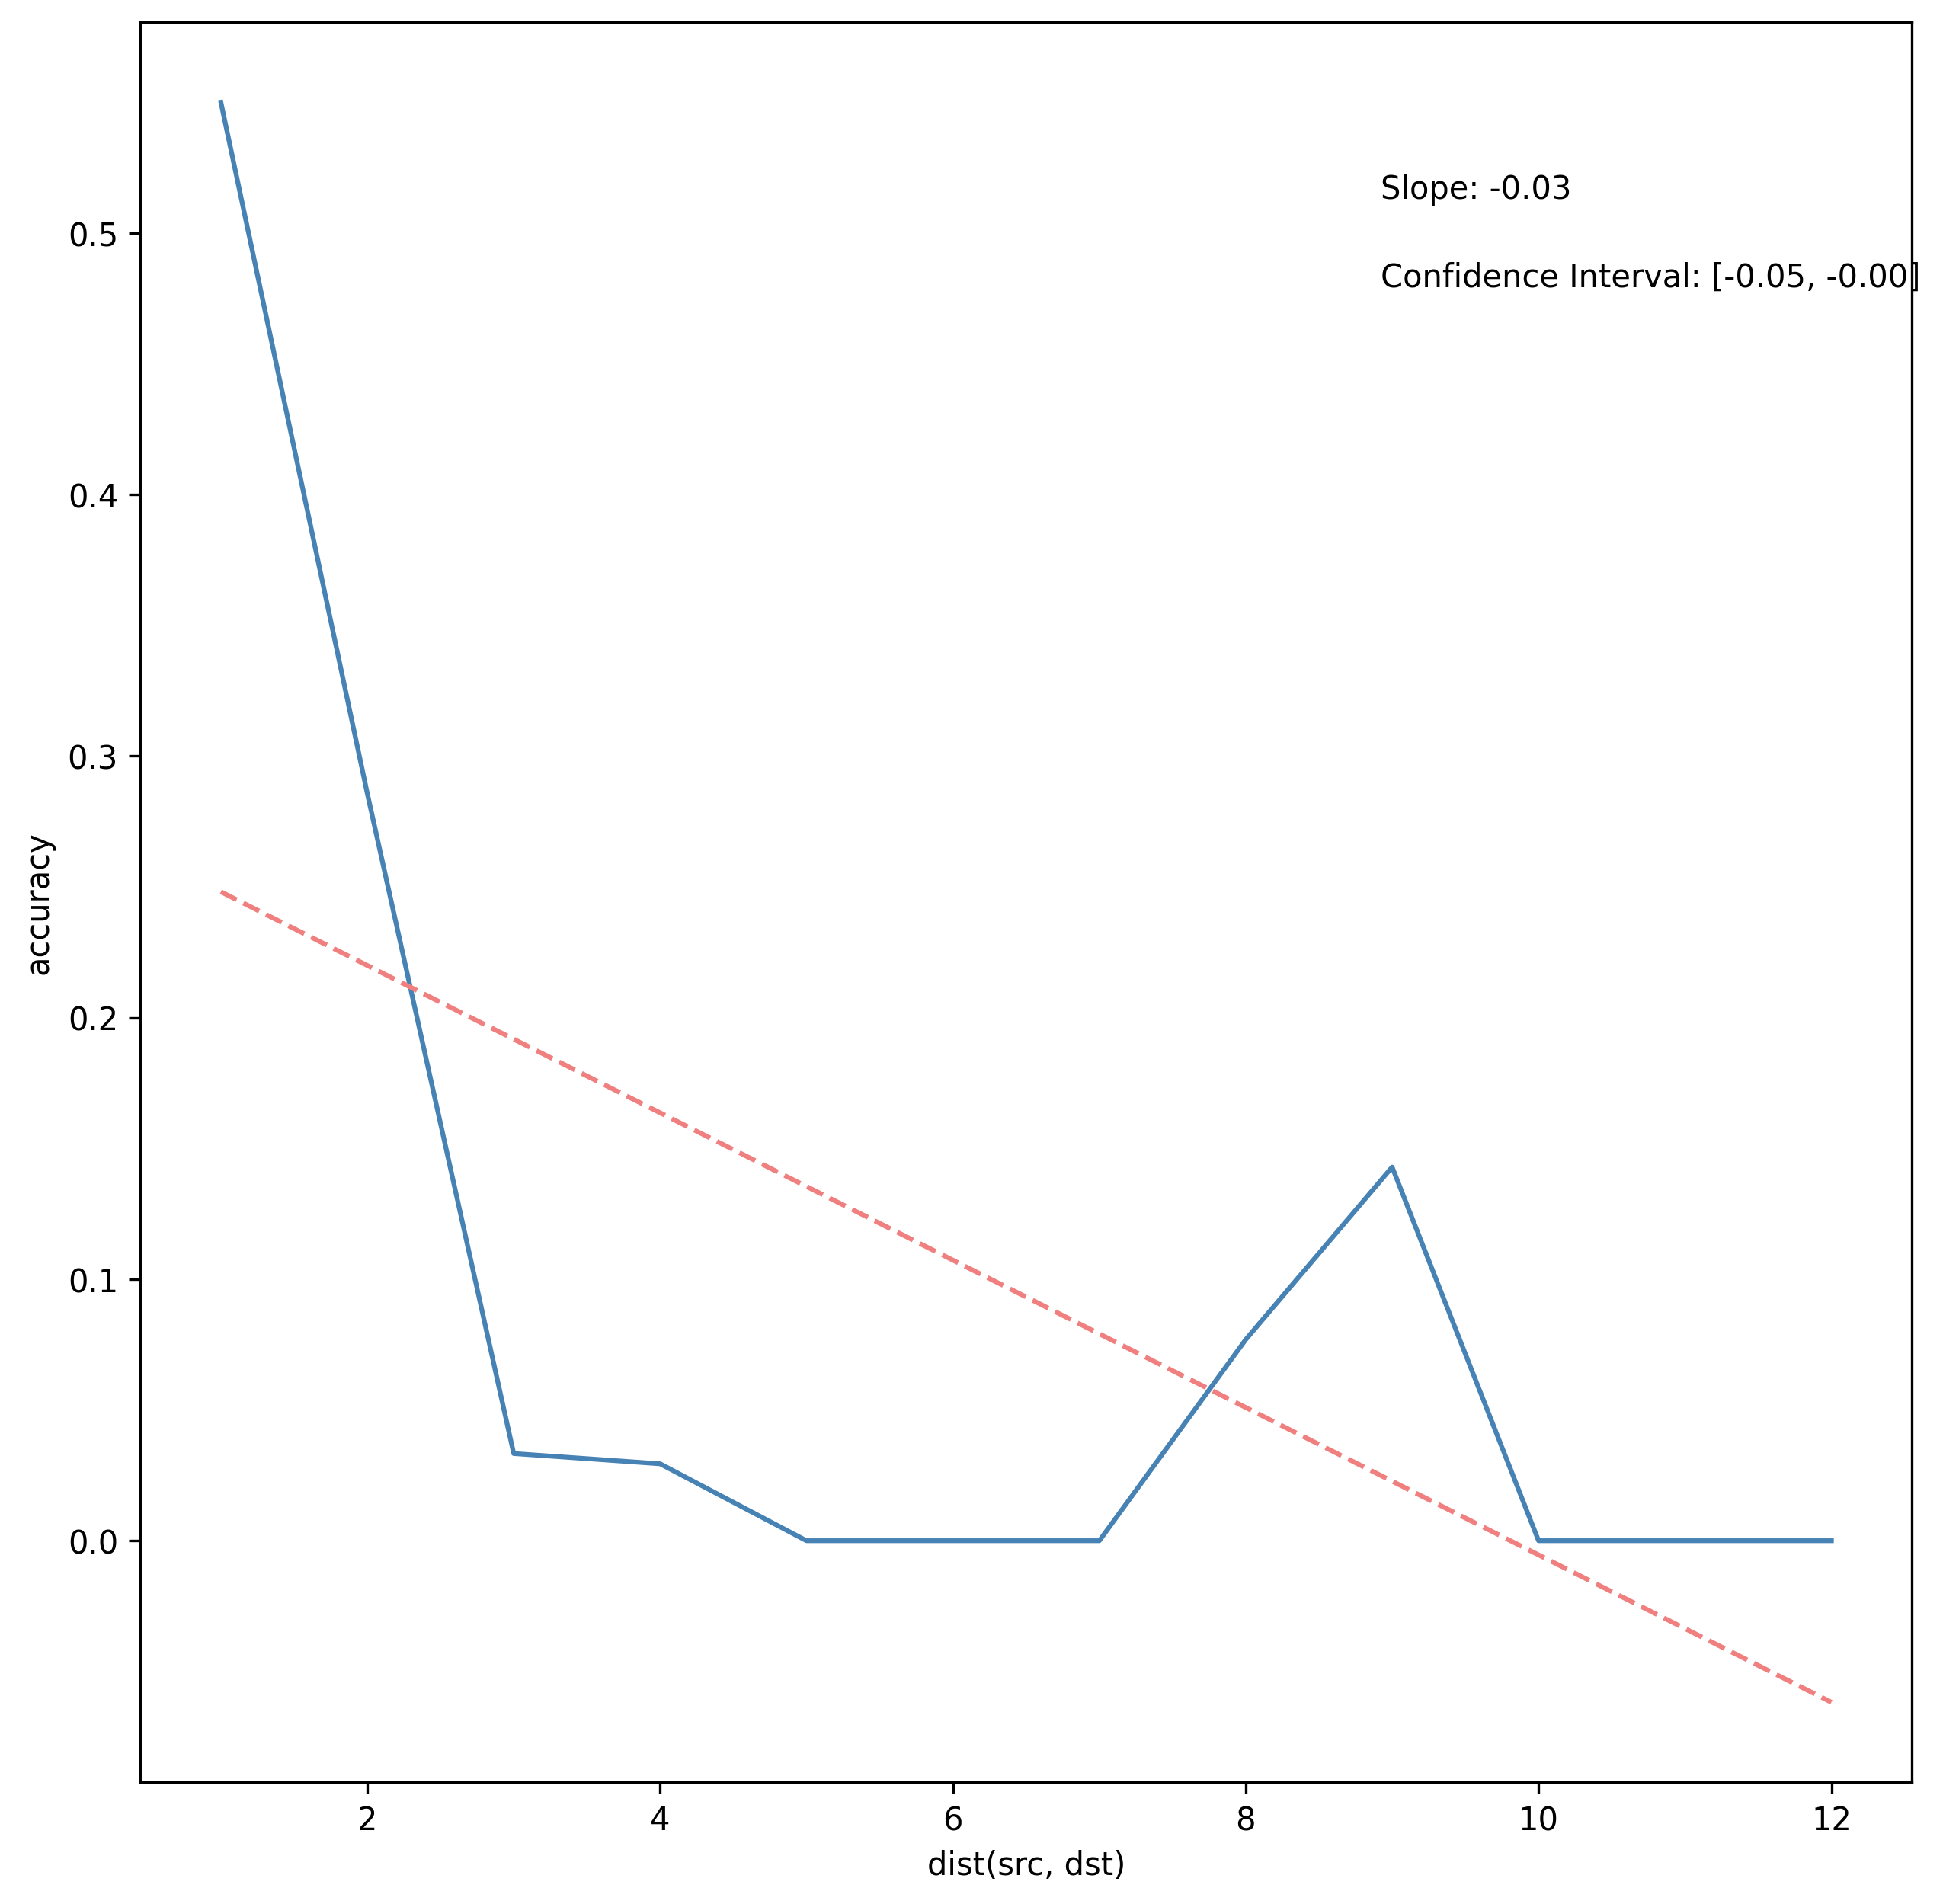 Slope: -0.03
Confidence Interval: [-0.05, -0.00]
0.5
0.4
0.3
0.2
0.1
0.0
accuracy
2 4 6 8 10 12
dist(src, dst)